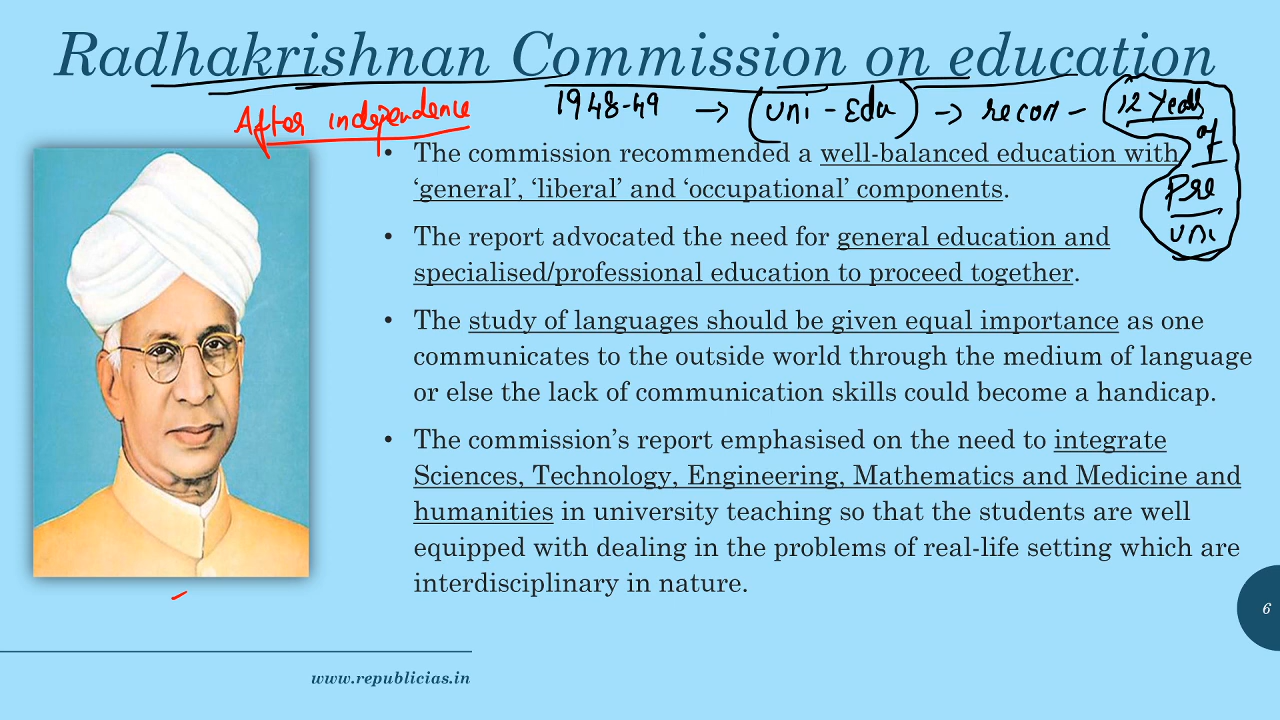 Radhakrishnan Commission on education
After independence
1948-49 → (Uni - Edu) → recom - 12 Years
of
Pre
Uni
• The commission recommended a well-balanced education with
‘general’, ‘liberal’ and ‘occupational’ components.
• The report advocated the need for general education and
specialised/professional education to proceed together.
• The study of languages should be given equal importance as one
communicates to the outside world through the medium of language
or else the lack of communication skills could become a handicap.
• The commission’s report emphasised on the need to integrate
Sciences, Technology, Engineering, Mathematics and Medicine and
humanities in university teaching so that the students are well
equipped with dealing in the problems of real-life setting which are
interdisciplinary in nature.
6
www.republicias.in